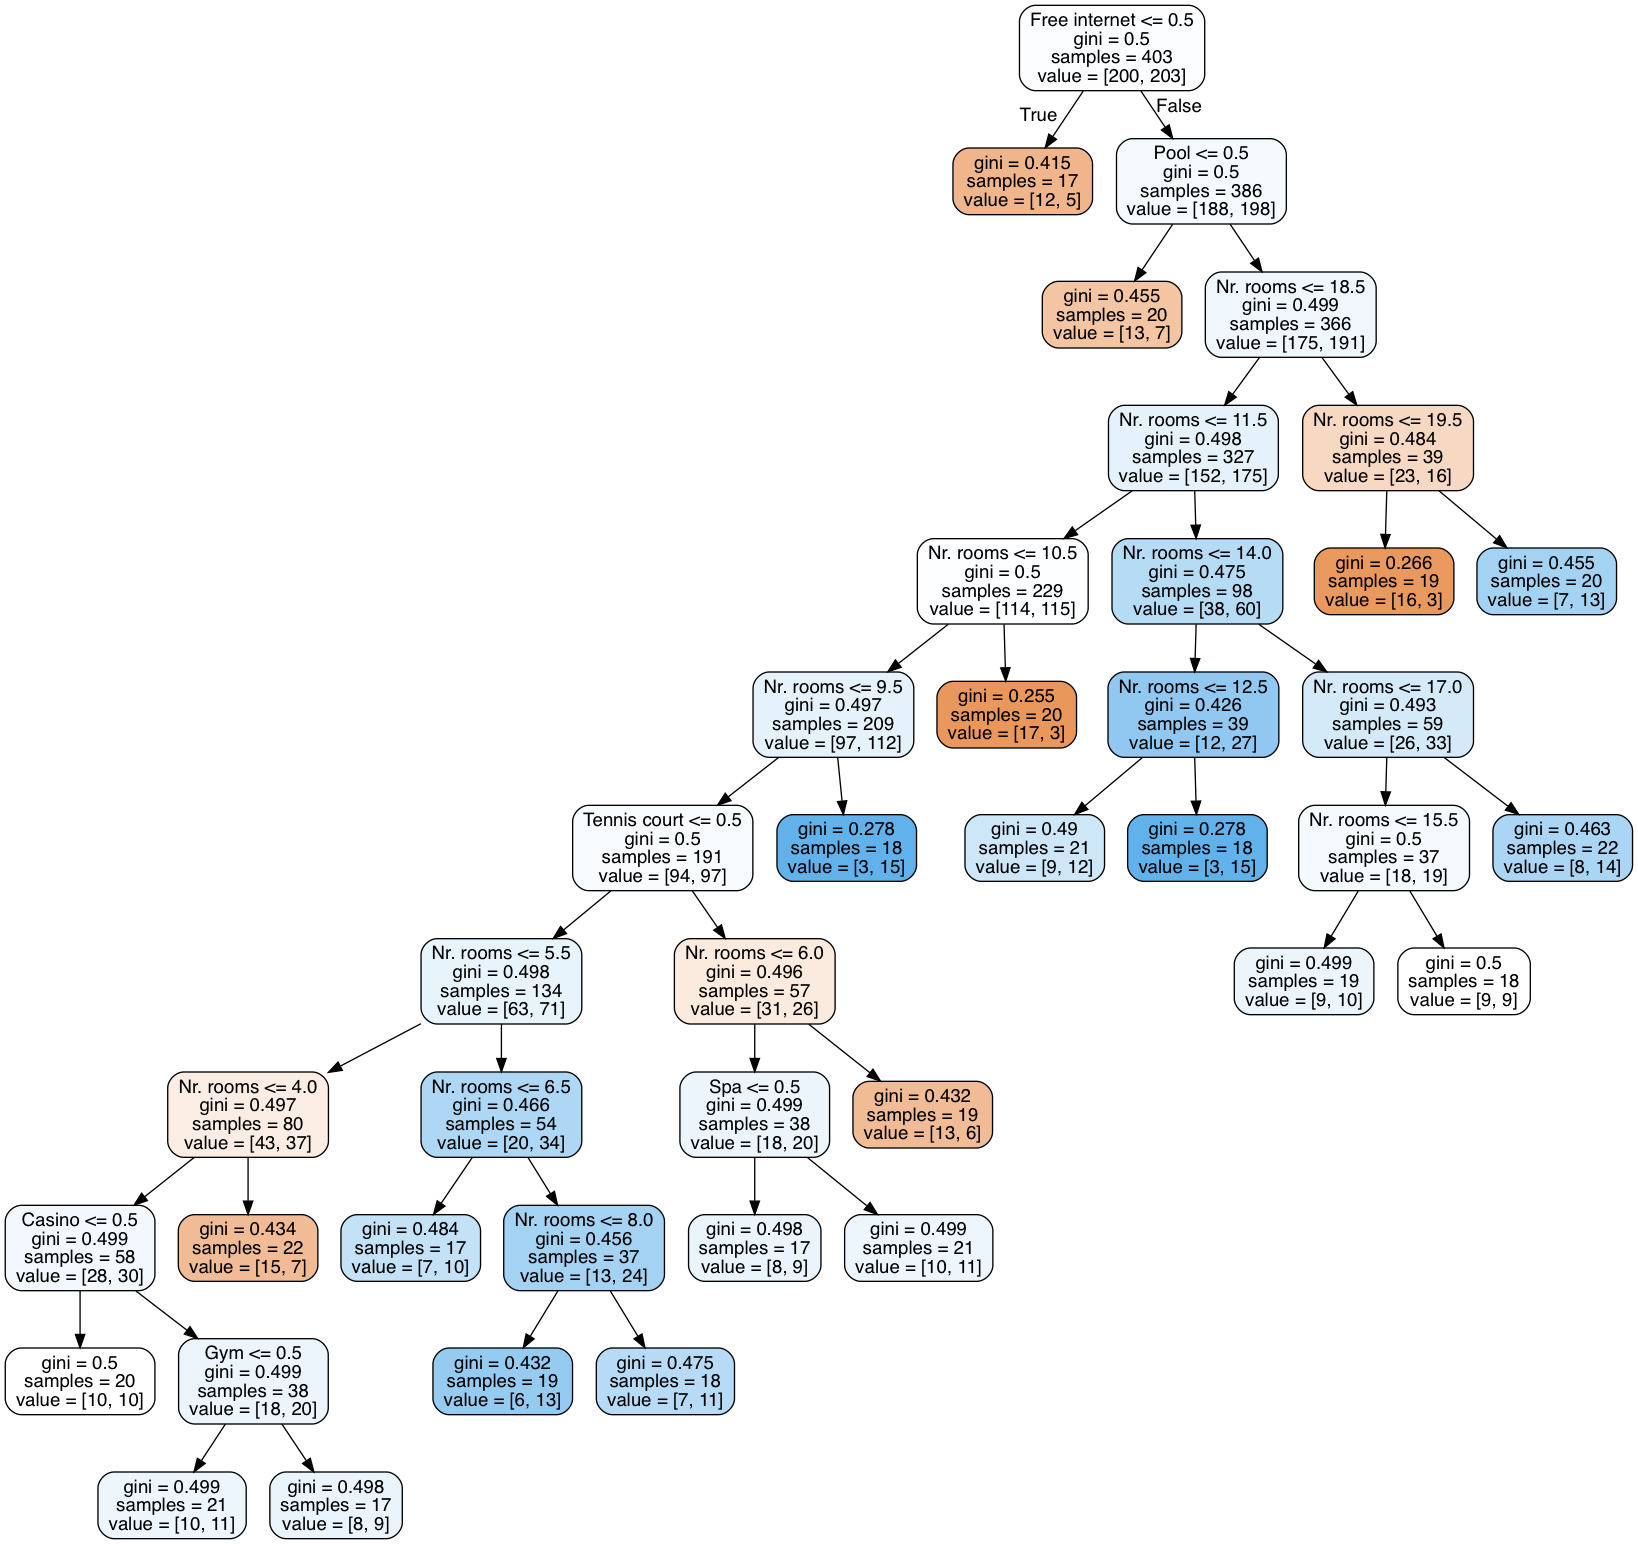 Free internet <= 0.5
gini = 0.5
samples = 403
value = [200, 203]
True
False
gini = 0.415
samples = 17
value = [12, 5]
Pool <= 0.5
gini = 0.5
samples = 386
value = [188, 198]
gini = 0.455
samples = 20
value = [13, 7]
Nr. rooms <= 18.5
gini = 0.499
samples = 366
value = [175, 191]
Nr. rooms <= 11.5
gini = 0.498
samples = 327
value = [152, 175]
Nr. rooms <= 19.5
gini = 0.484
samples = 39
value = [23, 16]
Nr. rooms <= 10.5
gini = 0.5
samples = 229
value = [114, 115]
Nr. rooms <= 14.0
gini = 0.475
samples = 98
value = [38, 60]
gini = 0.266
samples = 19
value = [16, 3]
gini = 0.455
samples = 20
value = [7, 13]
Nr. rooms <= 9.5
gini = 0.497
samples = 209
value = [97, 112]
gini = 0.255
samples = 20
value = [17, 3]
Nr. rooms <= 12.5
gini = 0.426
samples = 39
value = [12, 27]
Nr. rooms <= 17.0
gini = 0.493
samples = 59
value = [26, 33]
Tennis court <= 0.5
gini = 0.5
samples = 191
value = [94, 97]
gini = 0.278
samples = 18
value = [3, 15]
gini = 0.49
samples = 21
value = [9, 12]
gini = 0.278
samples = 18
value = [3, 15]
Nr. rooms <= 15.5
gini = 0.5
samples = 37
value = [18, 19]
gini = 0.463
samples = 22
value = [8, 14]
Nr. rooms <= 5.5
gini = 0.498
samples = 134
value = [63, 71]
Nr. rooms <= 6.0
gini = 0.496
samples = 57
value = [31, 26]
gini = 0.499
samples = 19
value = [9, 10]
gini = 0.5
samples = 18
value = [9, 9]
Nr. rooms <= 4.0
gini = 0.497
samples = 80
value = [43, 37]
Nr. rooms <= 6.5
gini = 0.466
samples = 54
value = [20, 34]
Spa <= 0.5
gini = 0.499
samples = 38
value = [18, 20]
gini = 0.432
samples = 19
value = [13, 6]
Casino <= 0.5
gini = 0.499
samples = 58
value = [28, 30]
gini = 0.434
samples = 22
value = [15, 7]
gini = 0.484
samples = 17
value = [7, 10]
Nr. rooms <= 8.0
gini = 0.456
samples = 37
value = [13, 24]
gini = 0.498
samples = 17
value = [8, 9]
gini = 0.499
samples = 21
value = [10, 11]
gini = 0.5
samples = 20
value = [10, 10]
Gym <= 0.5
gini = 0.499
samples = 38
value = [18, 20]
gini = 0.432
samples = 19
value = [6, 13]
gini = 0.475
samples = 18
value = [7, 11]
gini = 0.499
samples = 21
value = [10, 11]
gini = 0.498
samples = 17
value = [8, 9]